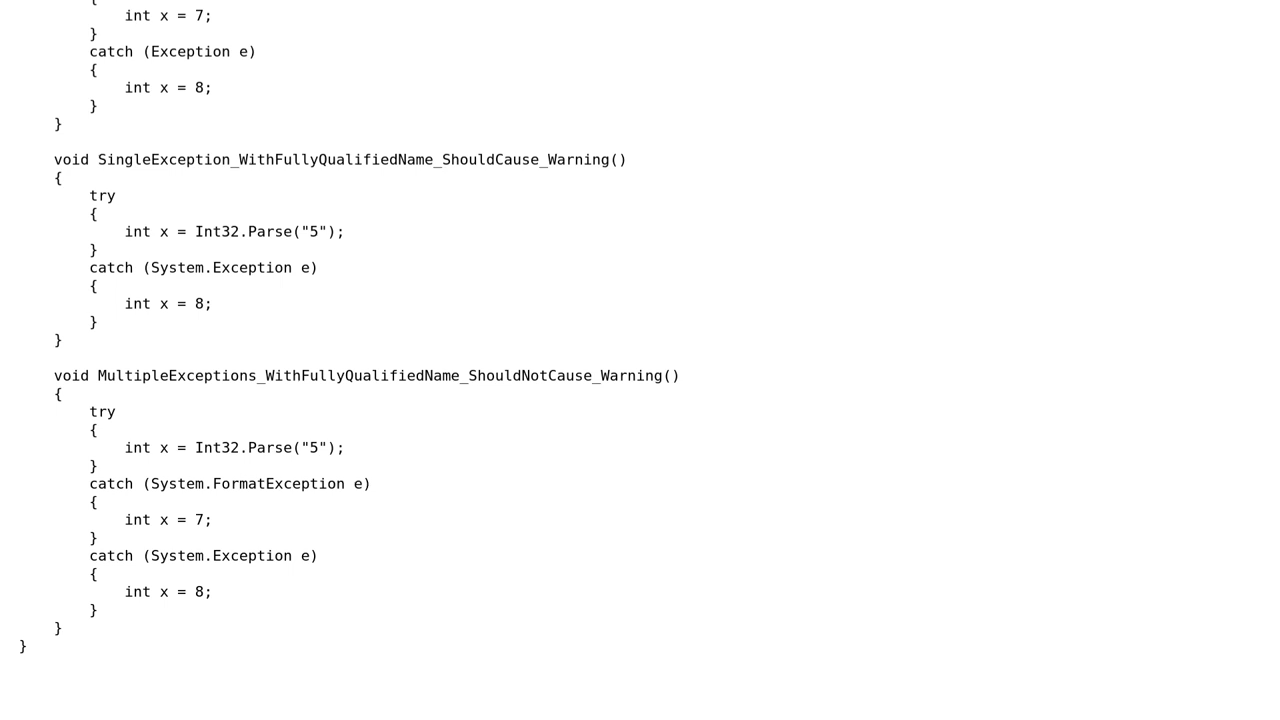 {
            int x = 7;
        }
        catch (Exception e)
        {
            int x = 8;
        }
    }

    void SingleException_WithFullyQualifiedName_ShouldCause_Warning()
    {
        try
        {
            int x = Int32.Parse("5");
        }
        catch (System.Exception e)
        {
            int x = 8;
        }
    }

    void MultipleExceptions_WithFullyQualifiedName_ShouldNotCause_Warning()
    {
        try
        {
            int x = Int32.Parse("5");
        }
        catch (System.FormatException e)
        {
            int x = 7;
        }
        catch (System.Exception e)
        {
            int x = 8;
        }
    }
}